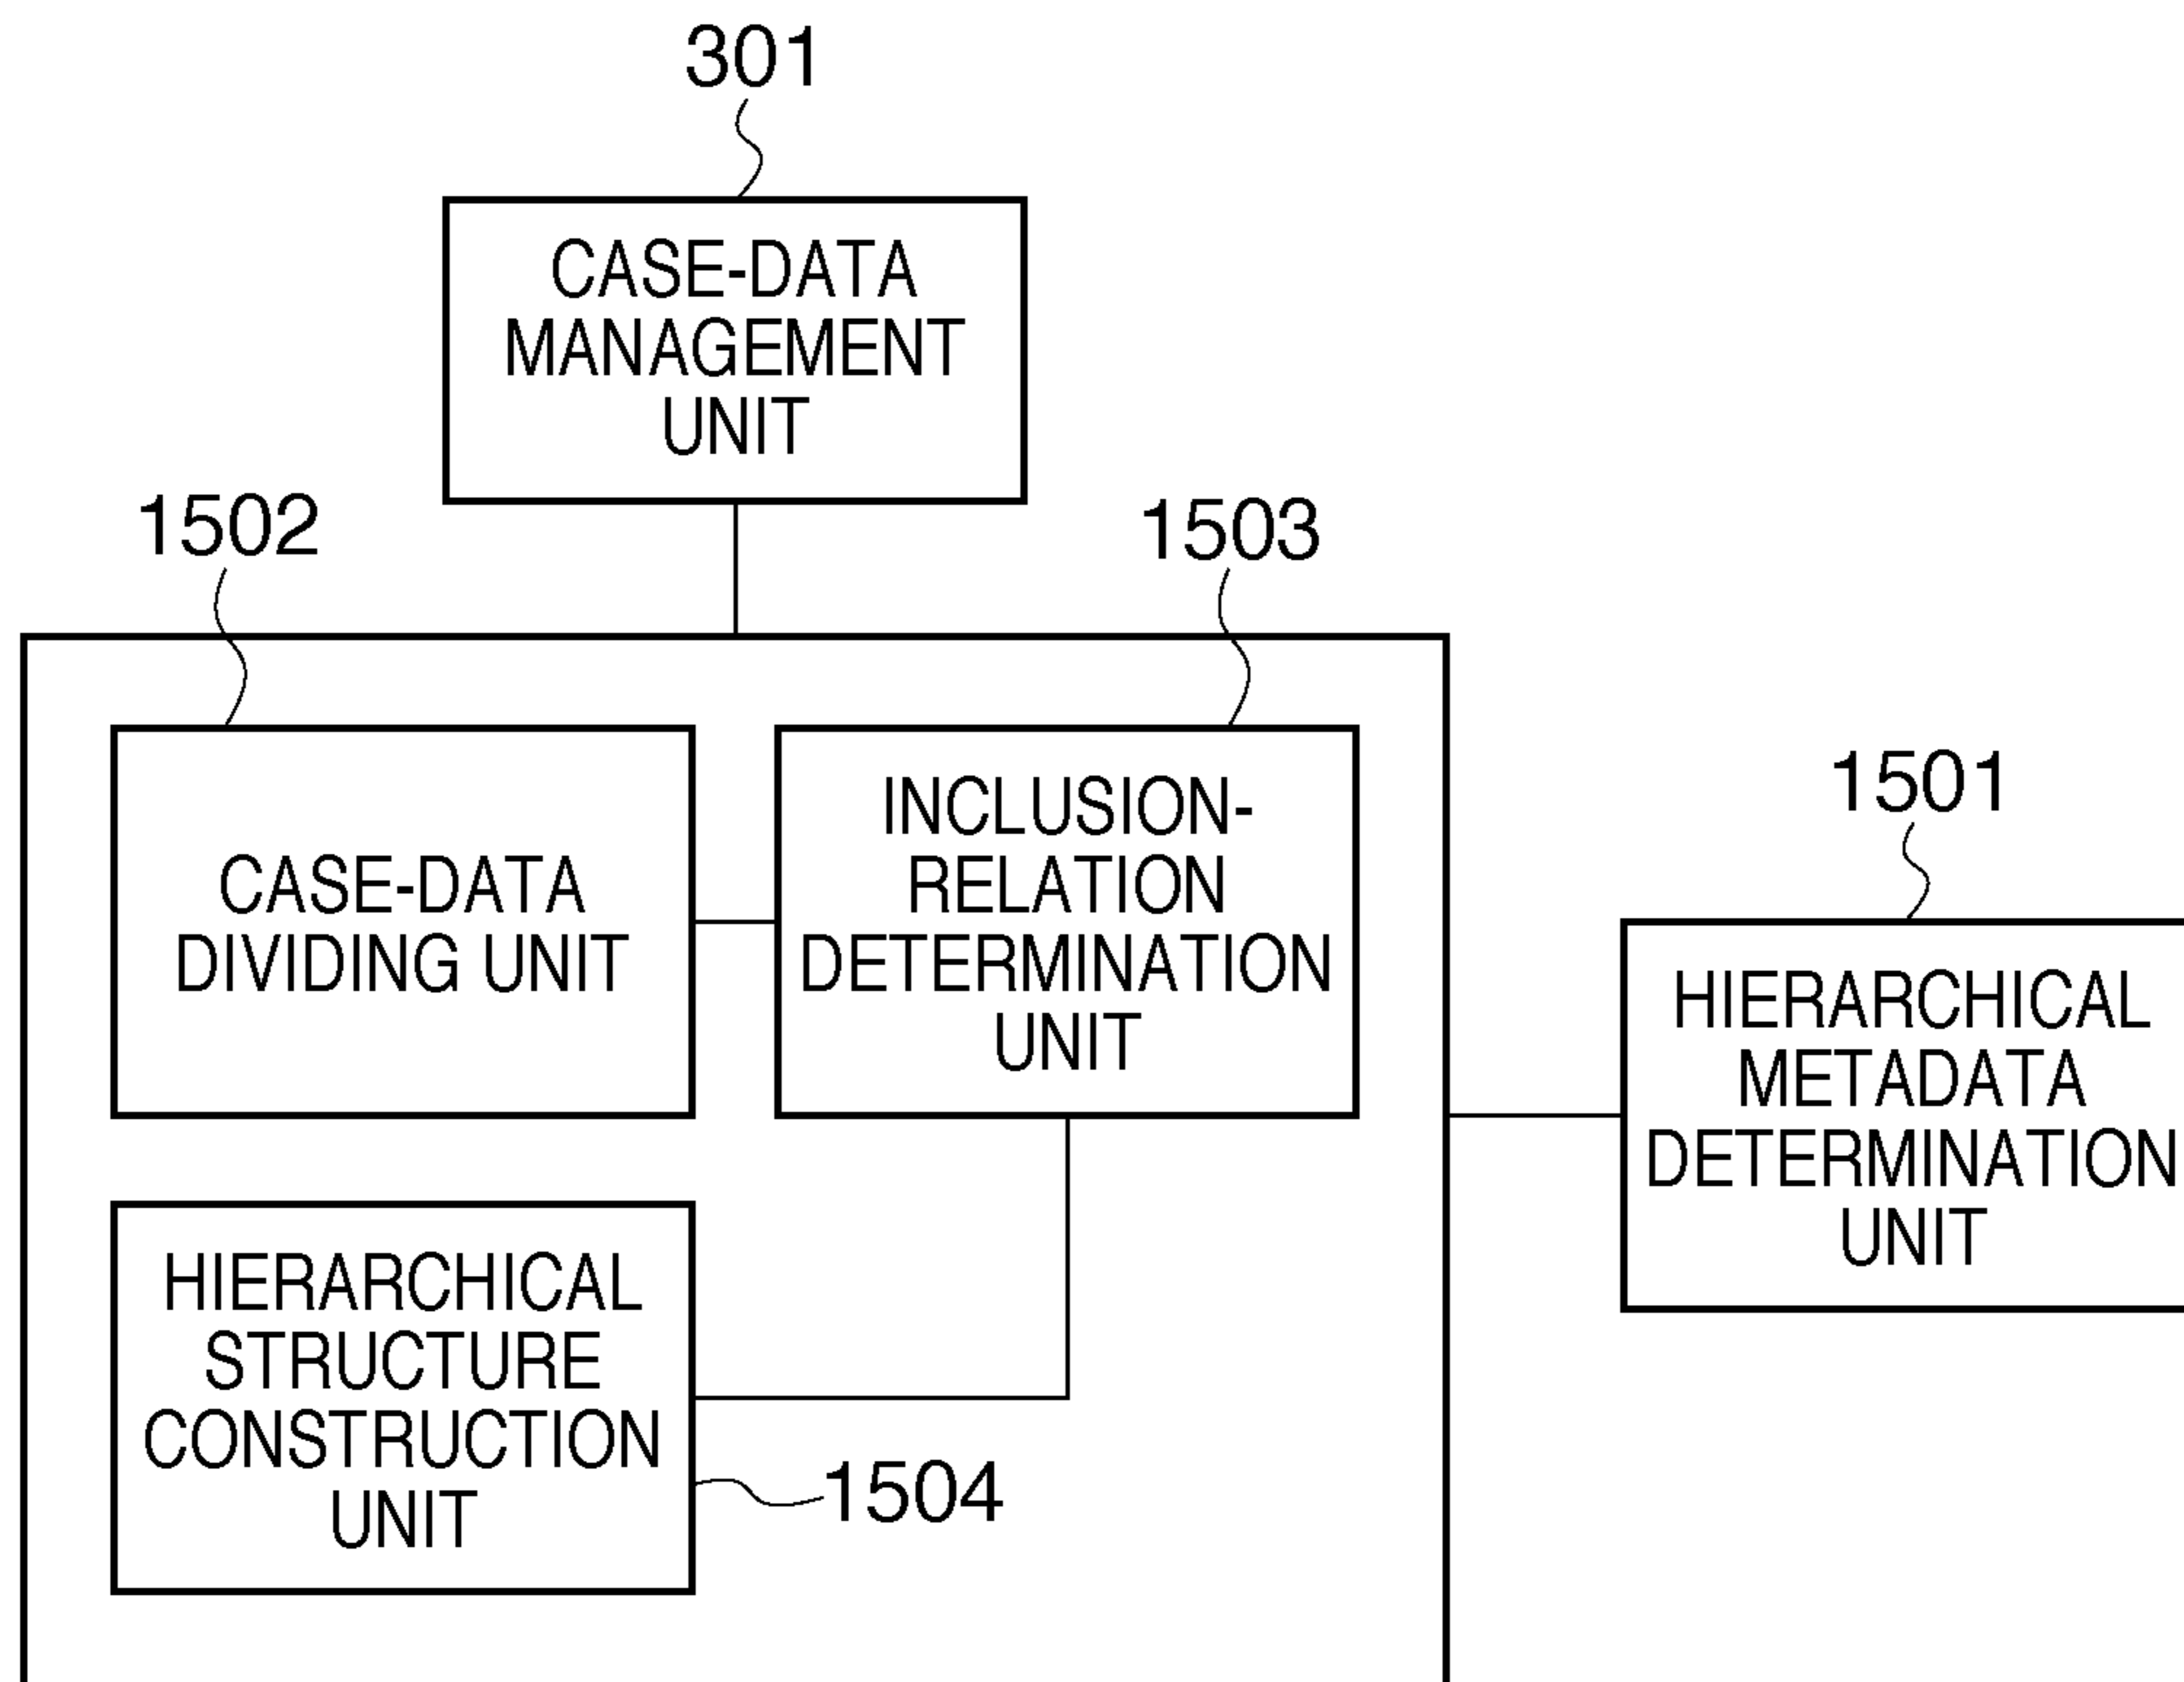 301
CASE-DATA
MANAGEMENT
UNIT
1502
1503
CASE-DATA
DIVIDING UNIT
INCLUSION-
RELATION
DETERMINATION
UNIT
1501
HIERARCHICAL
METADATA
DETERMINATION
UNIT
HIERARCHICAL
STRUCTURE
CONSTRUCTION
UNIT
1504